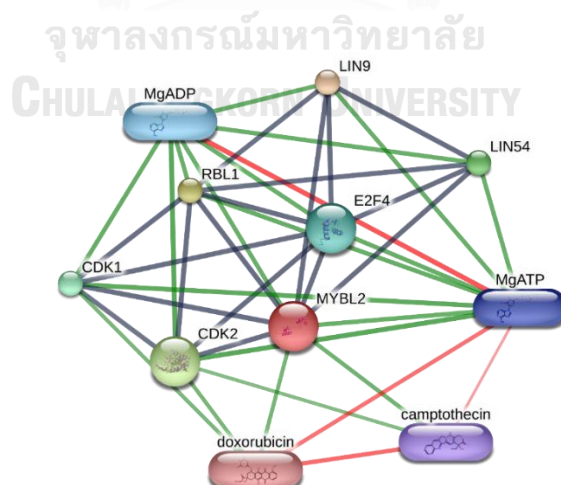 จุฬาลงกรณ์มหาวิทยาลัย
CHULALONGKORN UNIVERSITY
LIN9
MgADP
LIN54
RBL1
E2F4
CDK1
MgATP
MYBL2
CDK2
camptothecin
doxorubicin